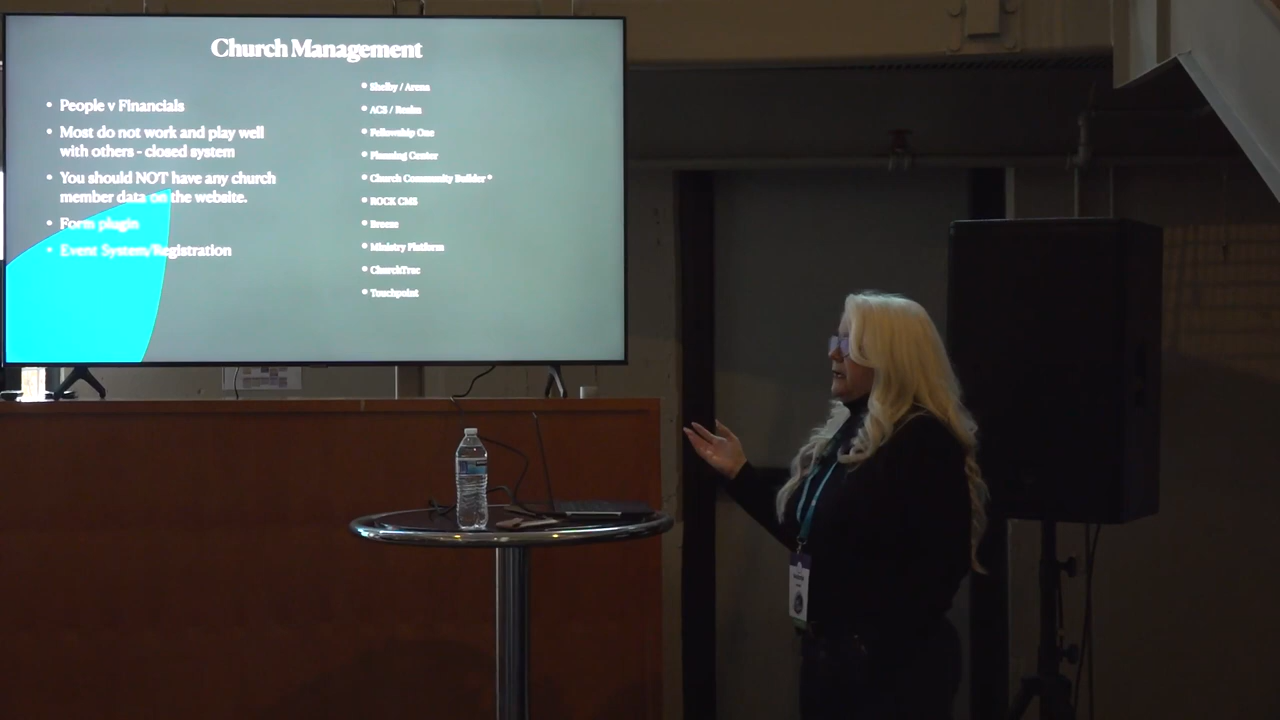 Church Management
• People v Financials
• Most do not work and play well
with others - closed system
• You should NOT have any church
member data on the website.
• Form plugin
• Event System/Registration
• Shelby / Arena
• ACS / Realm
• Fellowship One
• Planning Center
• Church Community Builder *
• ROCK CMS
• Breeze
• Ministry Platform
• ChurchTrac
• Touchpoint